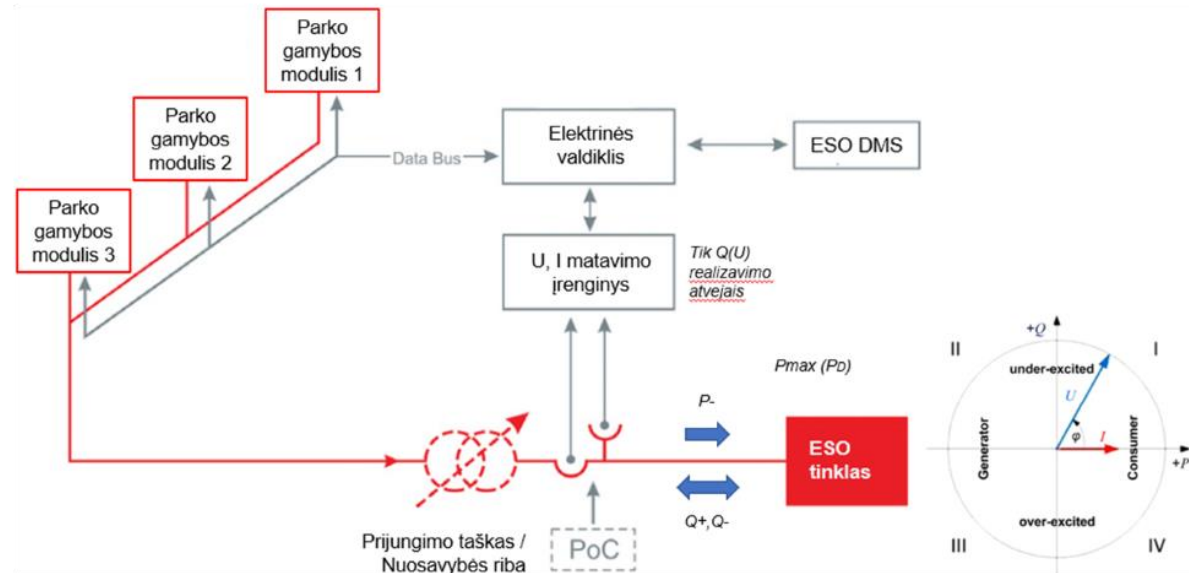 Parko
gamybos
modulis 1
Parko
gamybos
modulis 2
Parko
gamybos
modulis 3
Data Bus
Elektrinės
valdiklis
ESO DMS
U, I matavimo
įrenginys
Tik Q(U)
realizavimo
atvejais
Pmax (PD)
P-
Q+,Q-
ESO
tinklas
Prijungimo taškas /
Nuosavybės riba
PoC
+Q
II
I
under-excited
U
Generator
φ
I
Consumer
+P
over-excited
III
IV